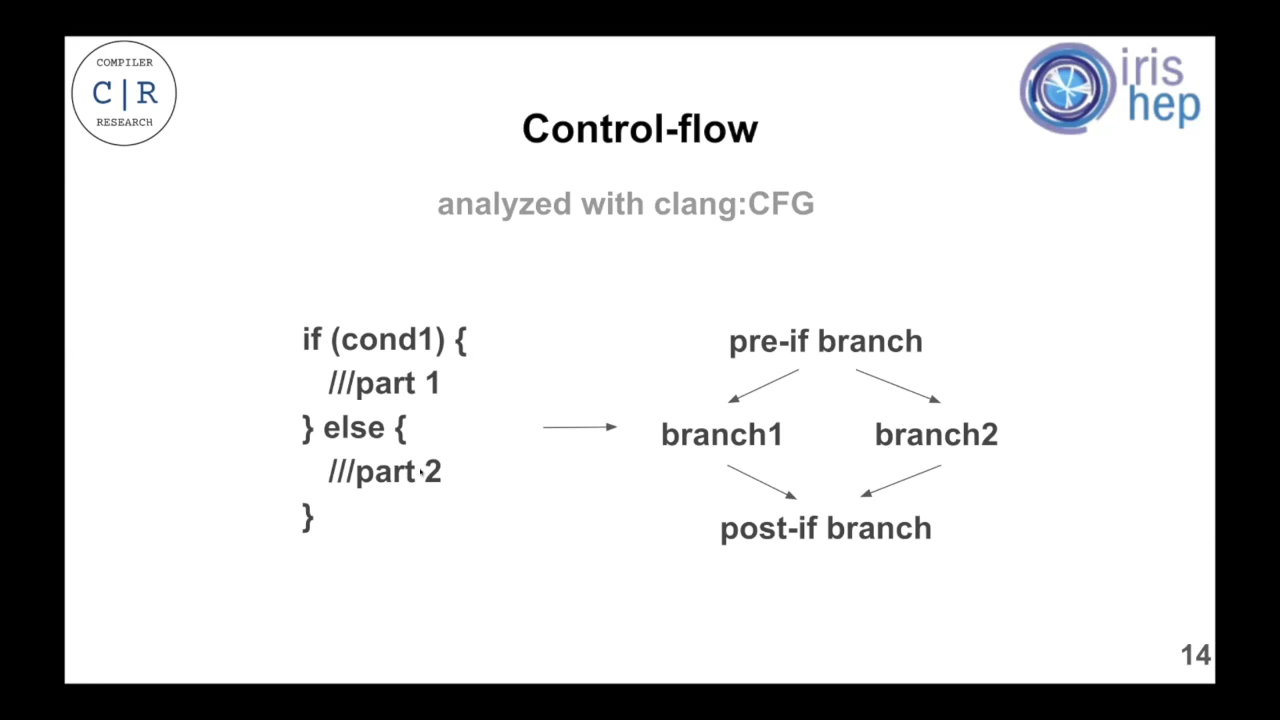 COMPILER
C|R
RESEARCH
iris
hep
Control-flow
analyzed with clang:CFG
if (cond1) {
///part 1
} else {
///part 2
}
pre-if branch
branch1 branch2
post-if branch
14